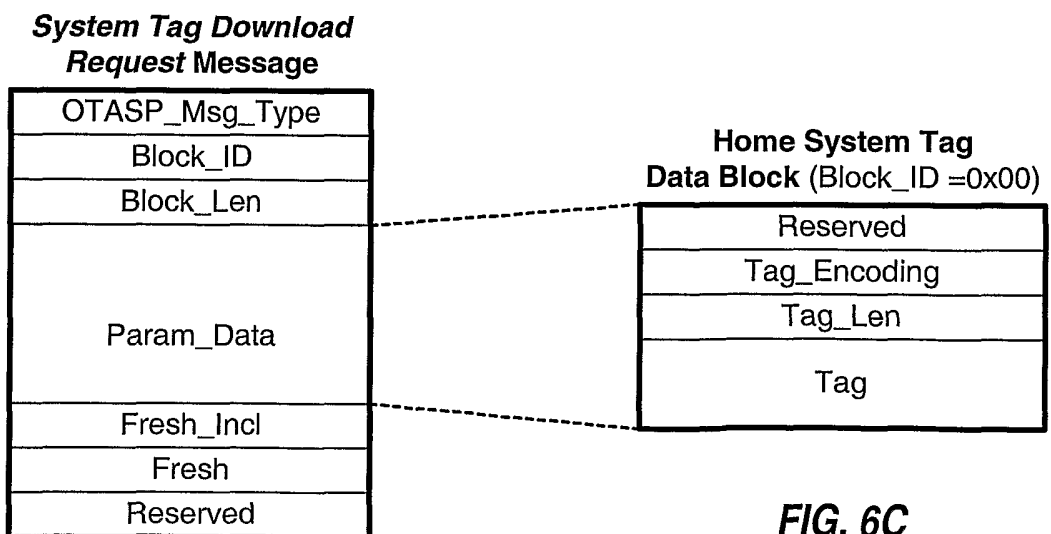 System Tag Download
Request Message
OTASP_Msg_Type
Block_ID
Block_Len
Param_Data
Fresh_Incl
Fresh
Reserved
Home System Tag
Data Block (Block_ID =0x00)
Reserved
Tag_Encoding
Tag_Len
Tag
FIG. 6C